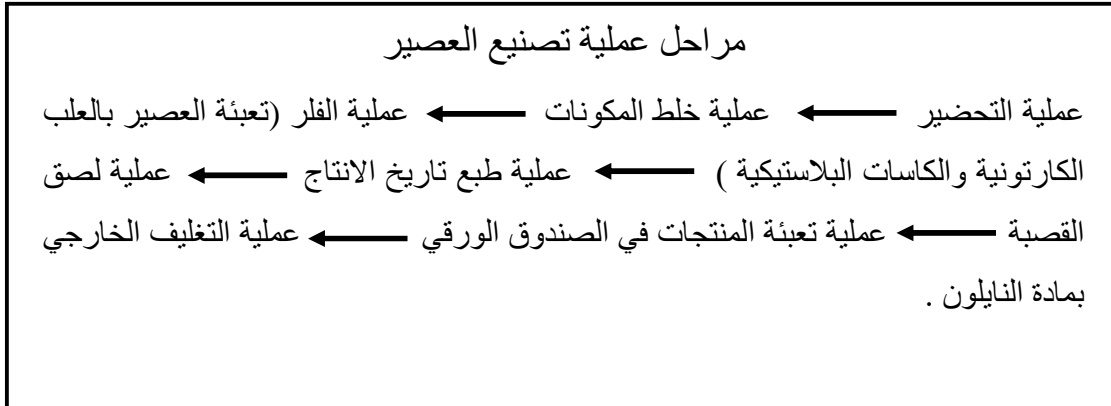 مراحل عملية تصنيع العصير
عملية التحضير ← عملية خلط المكونات ← عملية الفلر (تعبئة العصير بالعلب
الكارتونية والكاسات البلاستيكية ) ← عملية طبع تاريخ الانتاج ← عملية لصق
القصبة ← عملية تعبئة المنتجات في الصندوق الورقي ← عملية التغليف الخارجي
بمادة النايلون .